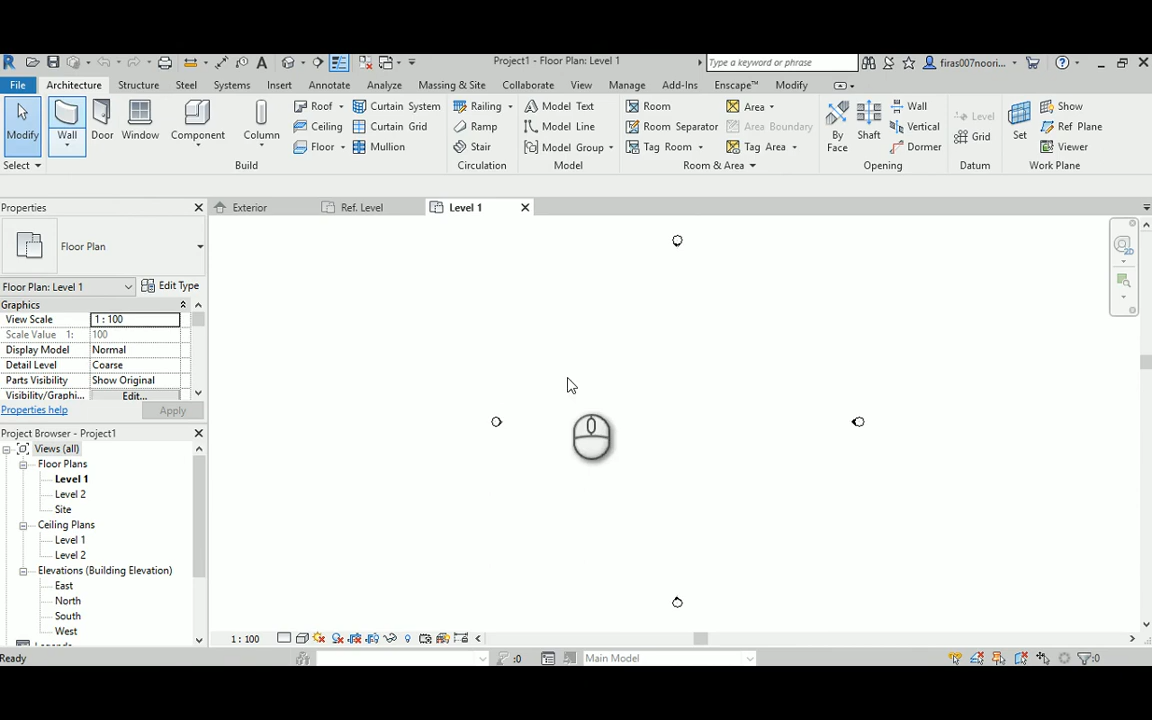 Project1 - Floor Plan: Level 1
Type a keyword or phrase
firas007noori...
File Architecture Structure Steel Systems Insert Annotate Analyze Massing & Site Collaborate View Manage Add-Ins Escape™ Modify
Modify
Wall
Door
Window
Component
Column
Roof
Ceiling
Floor
Curtain System
Curtain Grid
Mullion
Railing
Ramp
Stair
Model Text
Model Line
Model Group
Room
Room Separator
Tag Room
Area
Area Boundary
Tag Area
By
Face
Shaft
Wall
Vertical
Dormer
Level
Grid
Set
Show
Ref Plane
Viewer
Select Build Circulation Model Room & Area Opening Datum Work Plane
Properties
Exterior Ref. Level Level 1
Floor Plan
Floor Plan: Level 1 Edit Type
Graphics
View Scale 1 : 100
Scale Value 1: 100
Display Model Normal
Detail Level Coarse
Parts Visibility Show Original
Visibility/Graphi... Edit...
Properties help Apply
Project Browser - Project1
Views (all)
Floor Plans
Level 1
Level 2
Site
Ceiling Plans
Level 1
Level 2
Elevations (Building Elevation)
East
North
South
West
1 : 100
Ready :0 Main Model :0